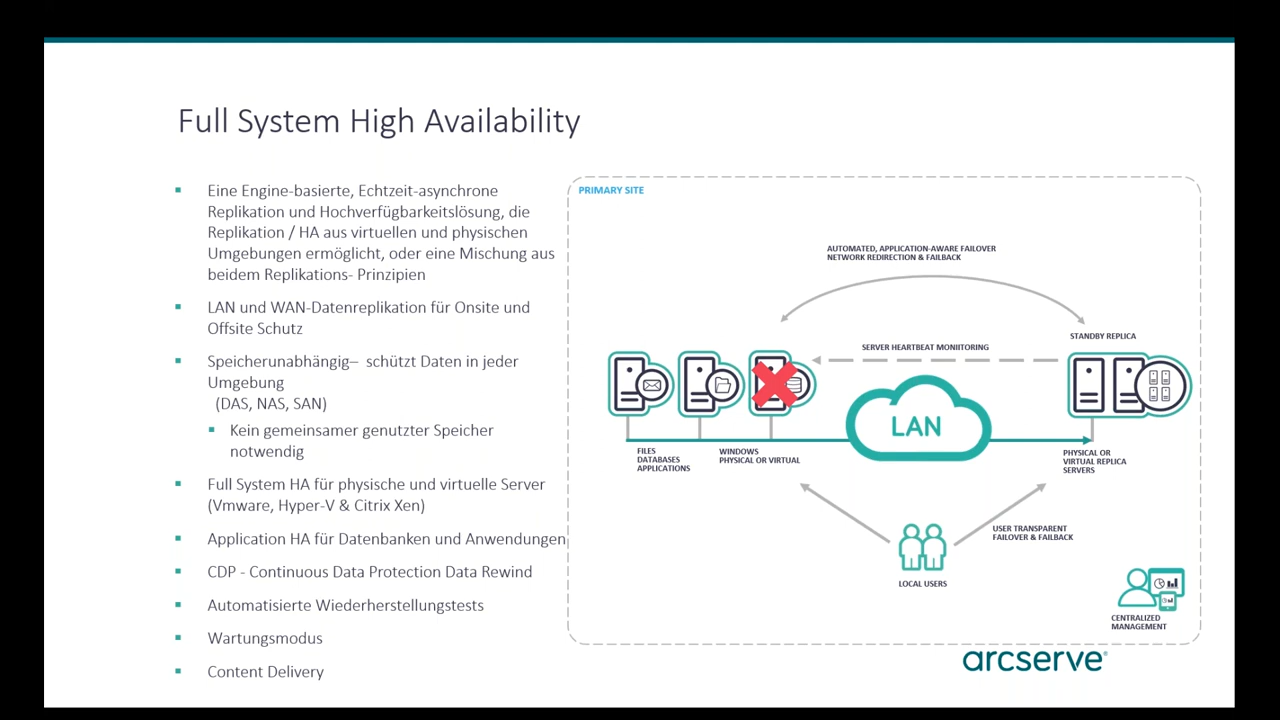 Full System High Availability
Eine Engine-basierte, Echtzeit-asynchrone
Replikation und Hochverfügbarkeitslösung, die
Replikation / HA aus virtuellen und physischen
Umgebungen ermöglicht, oder eine Mischung aus
beidem Replikations- Prinzipien
LAN und WAN-Datenreplikation für Onsite und
Offsite Schutz
Speicherunabhängig– schützt Daten in jeder
Umgebung
(DAS, NAS, SAN)
Kein gemeinsamer genutzter Speicher
notwendig
Full System HA für physische und virtuelle Server
(Vmware, Hyper-V & Citrix Xen)
Application HA für Datenbanken und Anwendungen
CDP - Continuous Data Protection Data Rewind
Automatisierte Wiederherstellungstests
Wartungsmodus
Content Delivery
PRIMARY SITE
AUTOMATED, APPLICATION-AWARE FAILOVER
NETWORK REDIRECTION & FAILBACK
STANDBY REPLICA
SERVER HEARTBEAT MONITORING
LAN
FILES
DATABASES
APPLICATIONS
WINDOWS
PHYSICAL OR VIRTUAL
PHYSICAL OR
VIRTUAL REPLICA
SERVERS
USER TRANSPARENT
FAILOVER & FAILBACK
LOCAL USERS
CENTRALIZED
MANAGEMENT
arcserve®